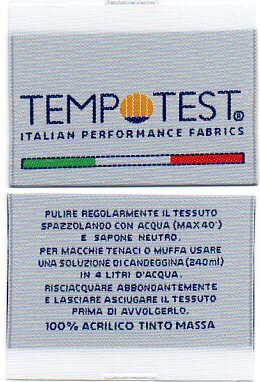 TEMPOTEST®
ITALIAN PERFORMANCE FABRICS
PULIRE REGOLARMENTE IL TESSUTO
SPAZZOLANDO CON ACQUA (MAX 40°)
E SAPONE NEUTRO.
PER MACCHIE TENACI O MUFFA USARE
UNA SOLUZIONE DI CANDEGGINA (240ml)
IN 4 LITRI D'ACQUA.
RISCIACQUARE ABBONDANTEMENTE
E LASCIARE ASCIUGARE IL TESSUTO
PRIMA DI AVVOLGERLO.
100% ACRILICO TINTO MASSA